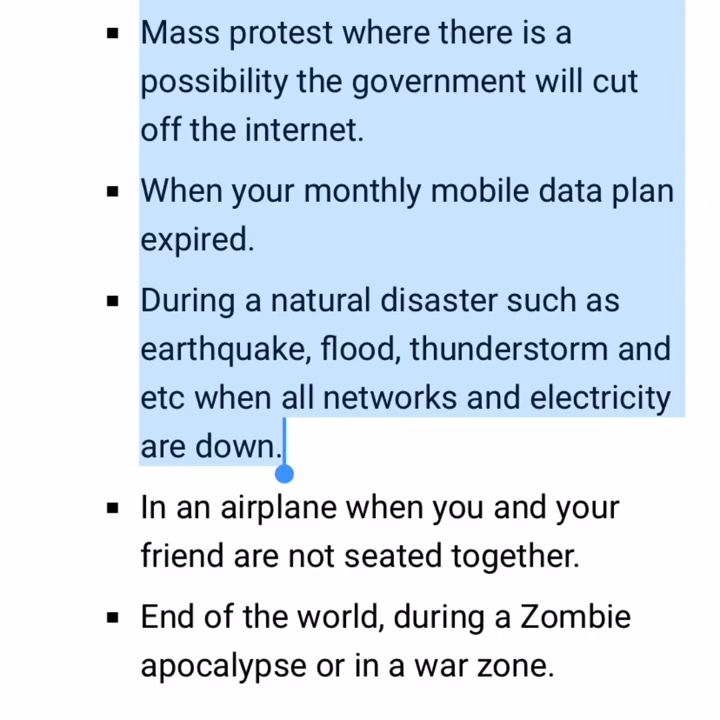 ▪ Mass protest where there is a
possibility the government will cut
off the internet.
▪ When your monthly mobile data plan
expired.
▪ During a natural disaster such as
earthquake, flood, thunderstorm and
etc when all networks and electricity
are down.
▪ In an airplane when you and your
friend are not seated together.
▪ End of the world, during a Zombie
apocalypse or in a war zone.